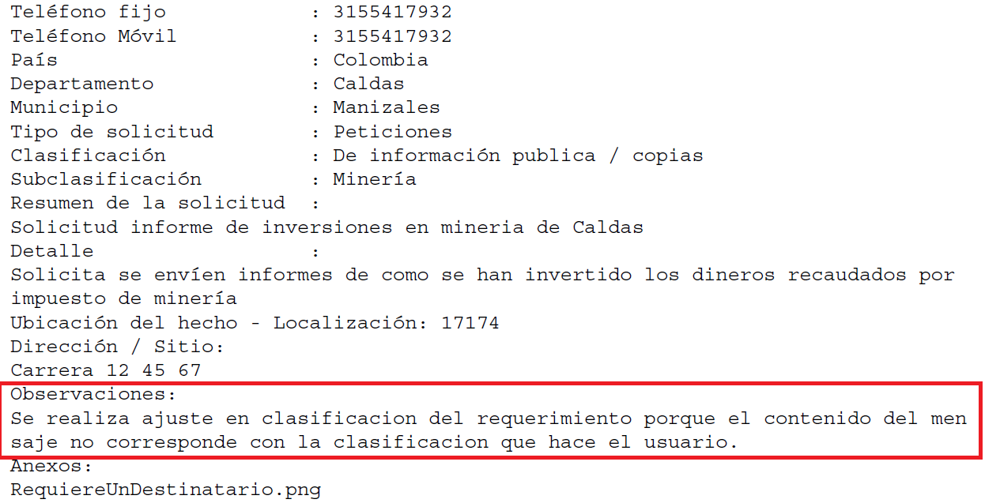 Teléfono fijo : 3155417932
Teléfono Móvil : 3155417932
País : Colombia
Departamento : Caldas
Municipio : Manizales
Tipo de solicitud : Peticiones
Clasificación : De información publica / copias
Subclasificación : Minería
Resumen de la solicitud :
Solicitud informe de inversiones en mineria de Caldas
Detalle :
Solicita se envíen informes de como se han invertido los dineros recaudados por
impuesto de minería
Ubicación del hecho - Localización: 17174
Dirección / Sitio:
Carrera 12 45 67
Observaciones:
Se realiza ajuste en clasificacion del requerimiento porque el contenido del men
saje no corresponde con la clasificacion que hace el usuario.
Anexos:
RequiereUnDestinatario.png